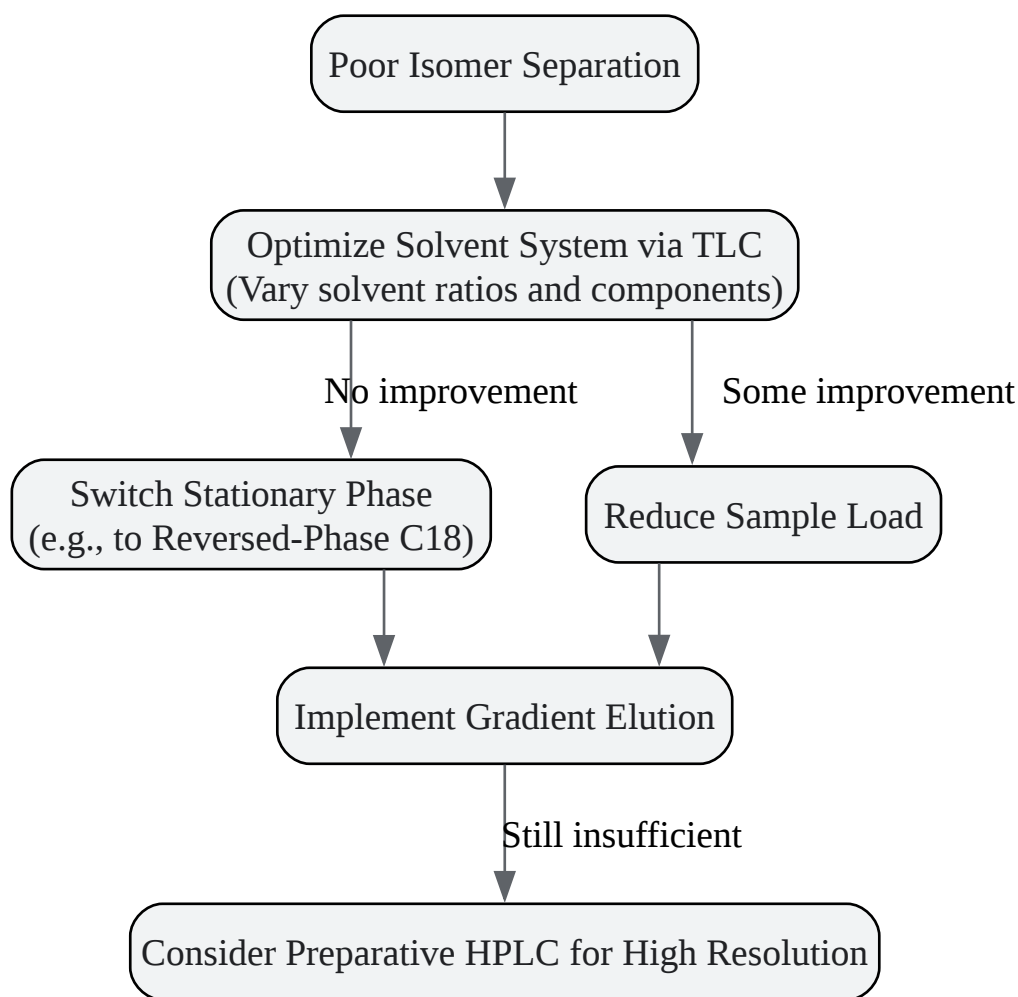 Poor Isomer Separation
Optimize Solvent System via TLC
(Vary solvent ratios and components)
No improvement
Some improvement
Switch Stationary Phase
(e.g., to Reversed-Phase C18)
Reduce Sample Load
Implement Gradient Elution
Still insufficient
Consider Preparative HPLC for High Resolution